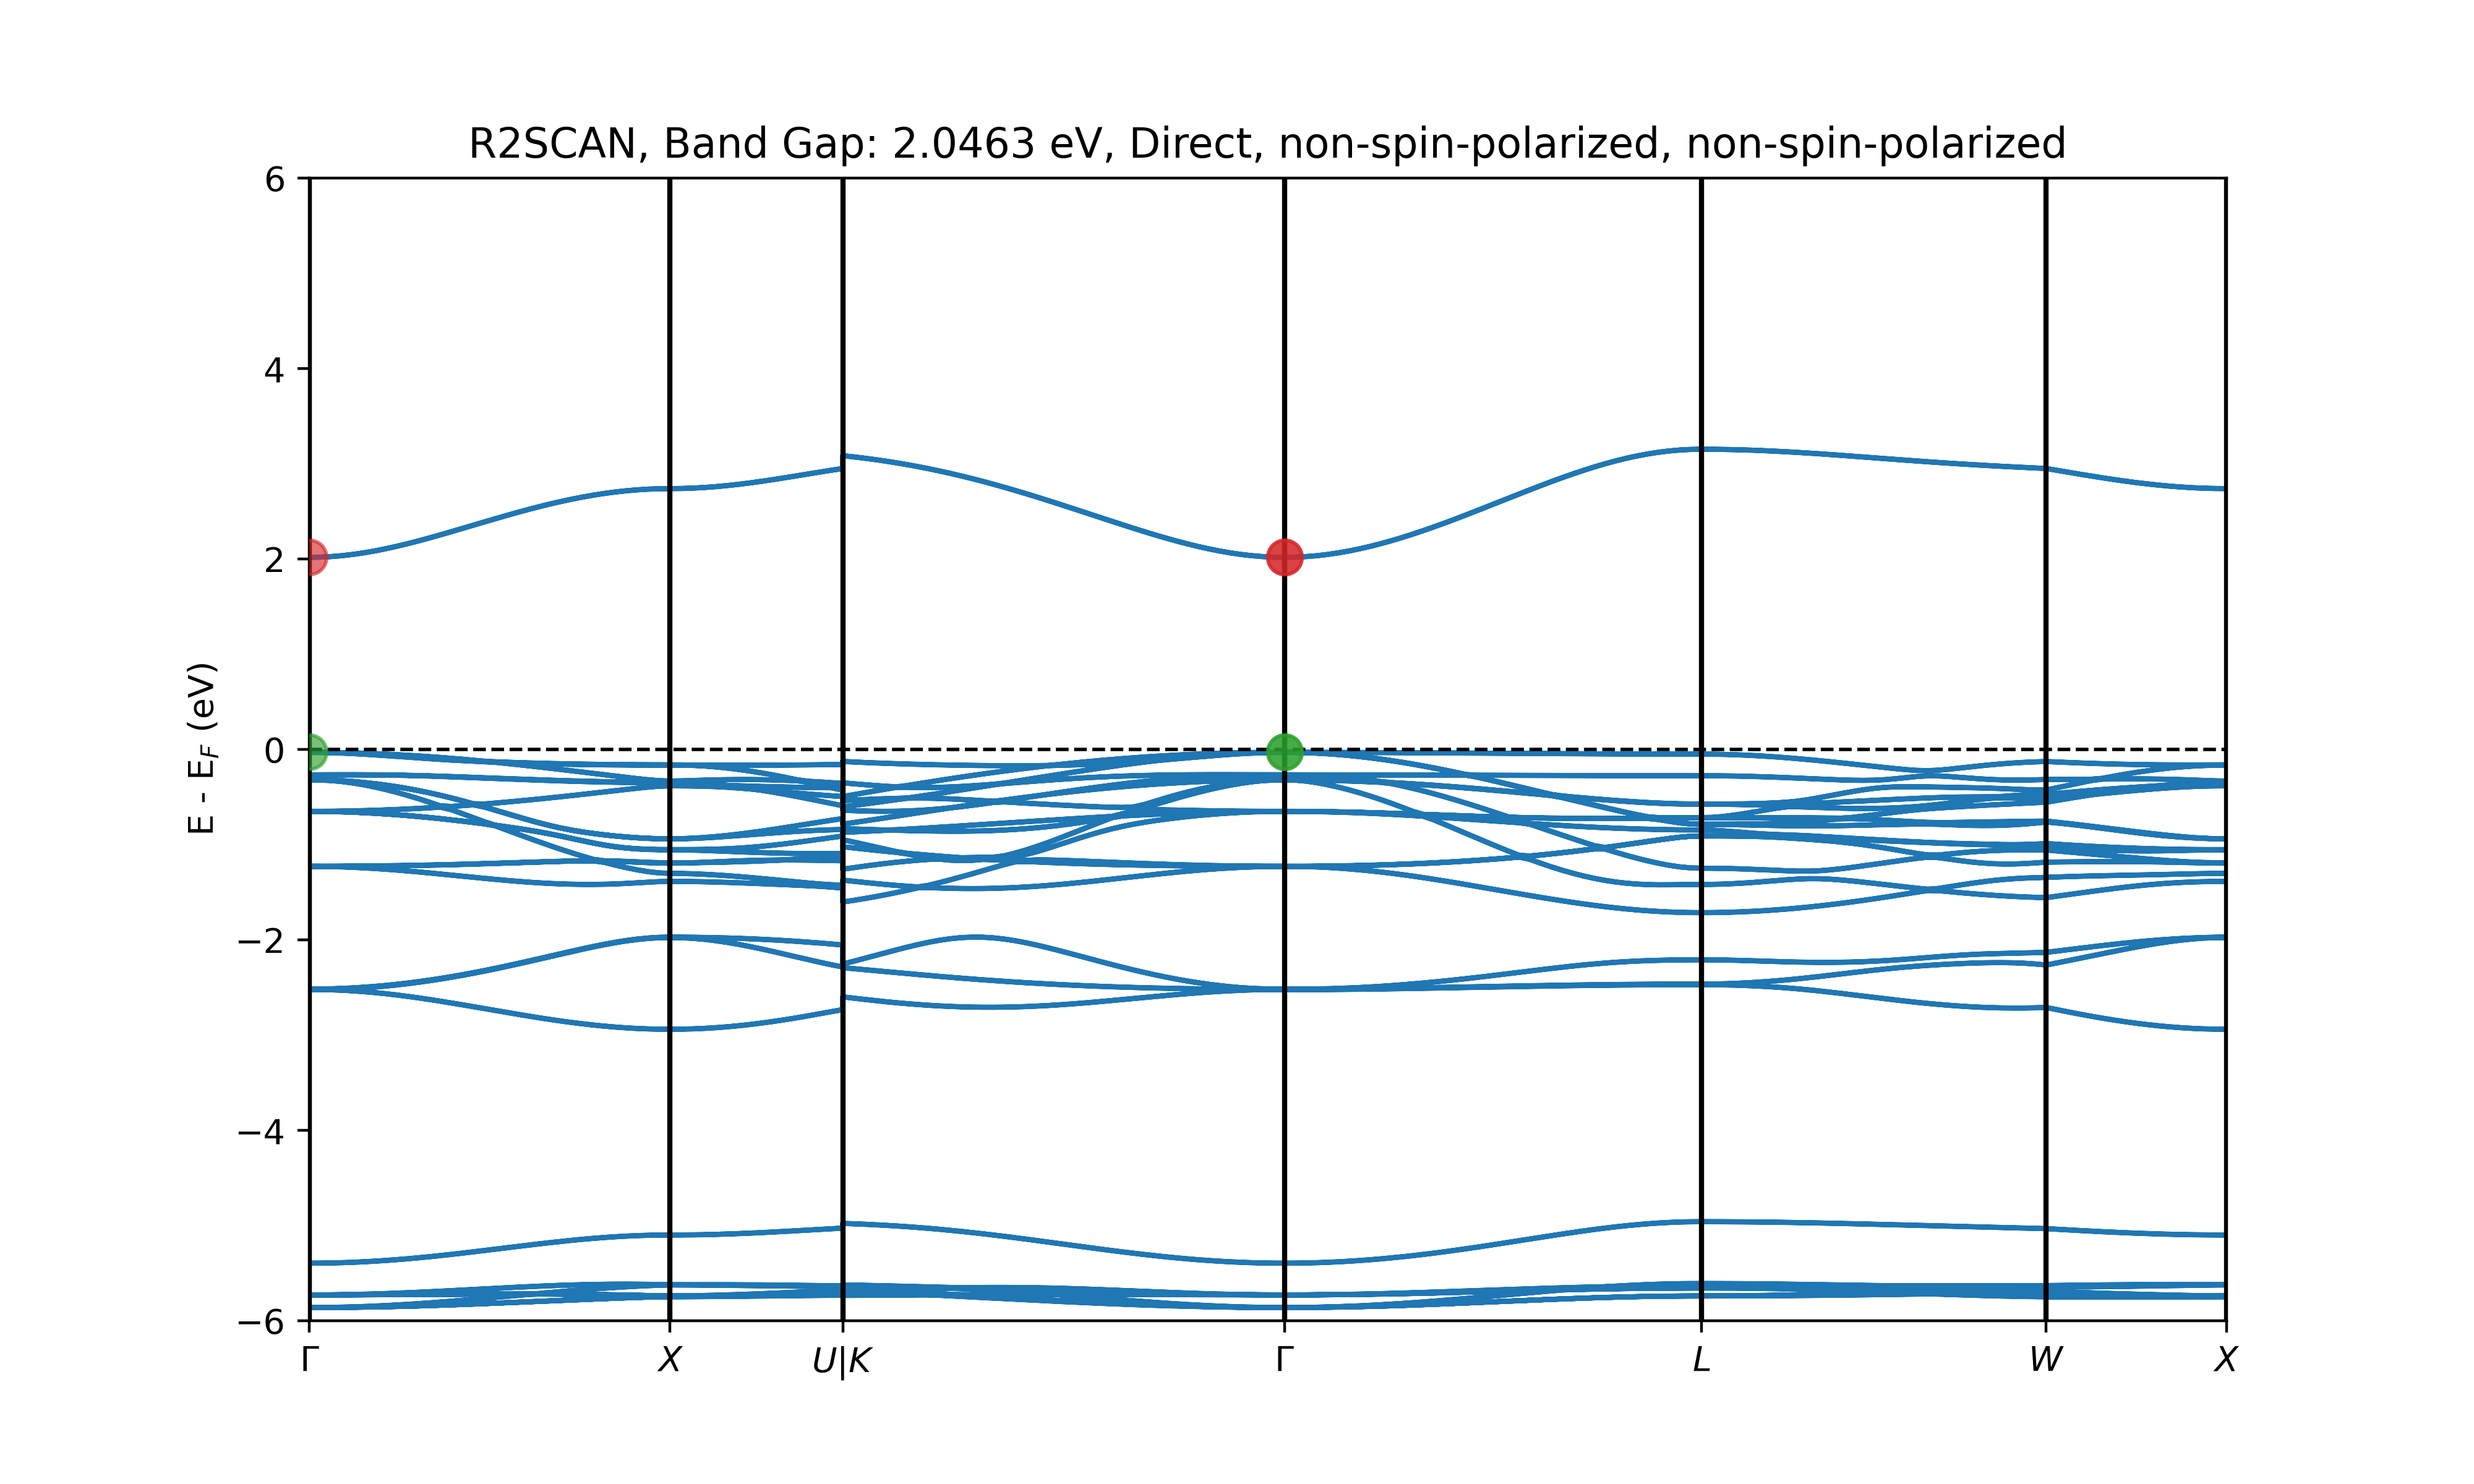 R2SCAN, Band Gap: 2.0463 eV, Direct, non-spin-polarized, non-spin-polarized
6
4
2
0
−2
−4
−6
E - E_F (eV)
Γ X U|K Γ L W X